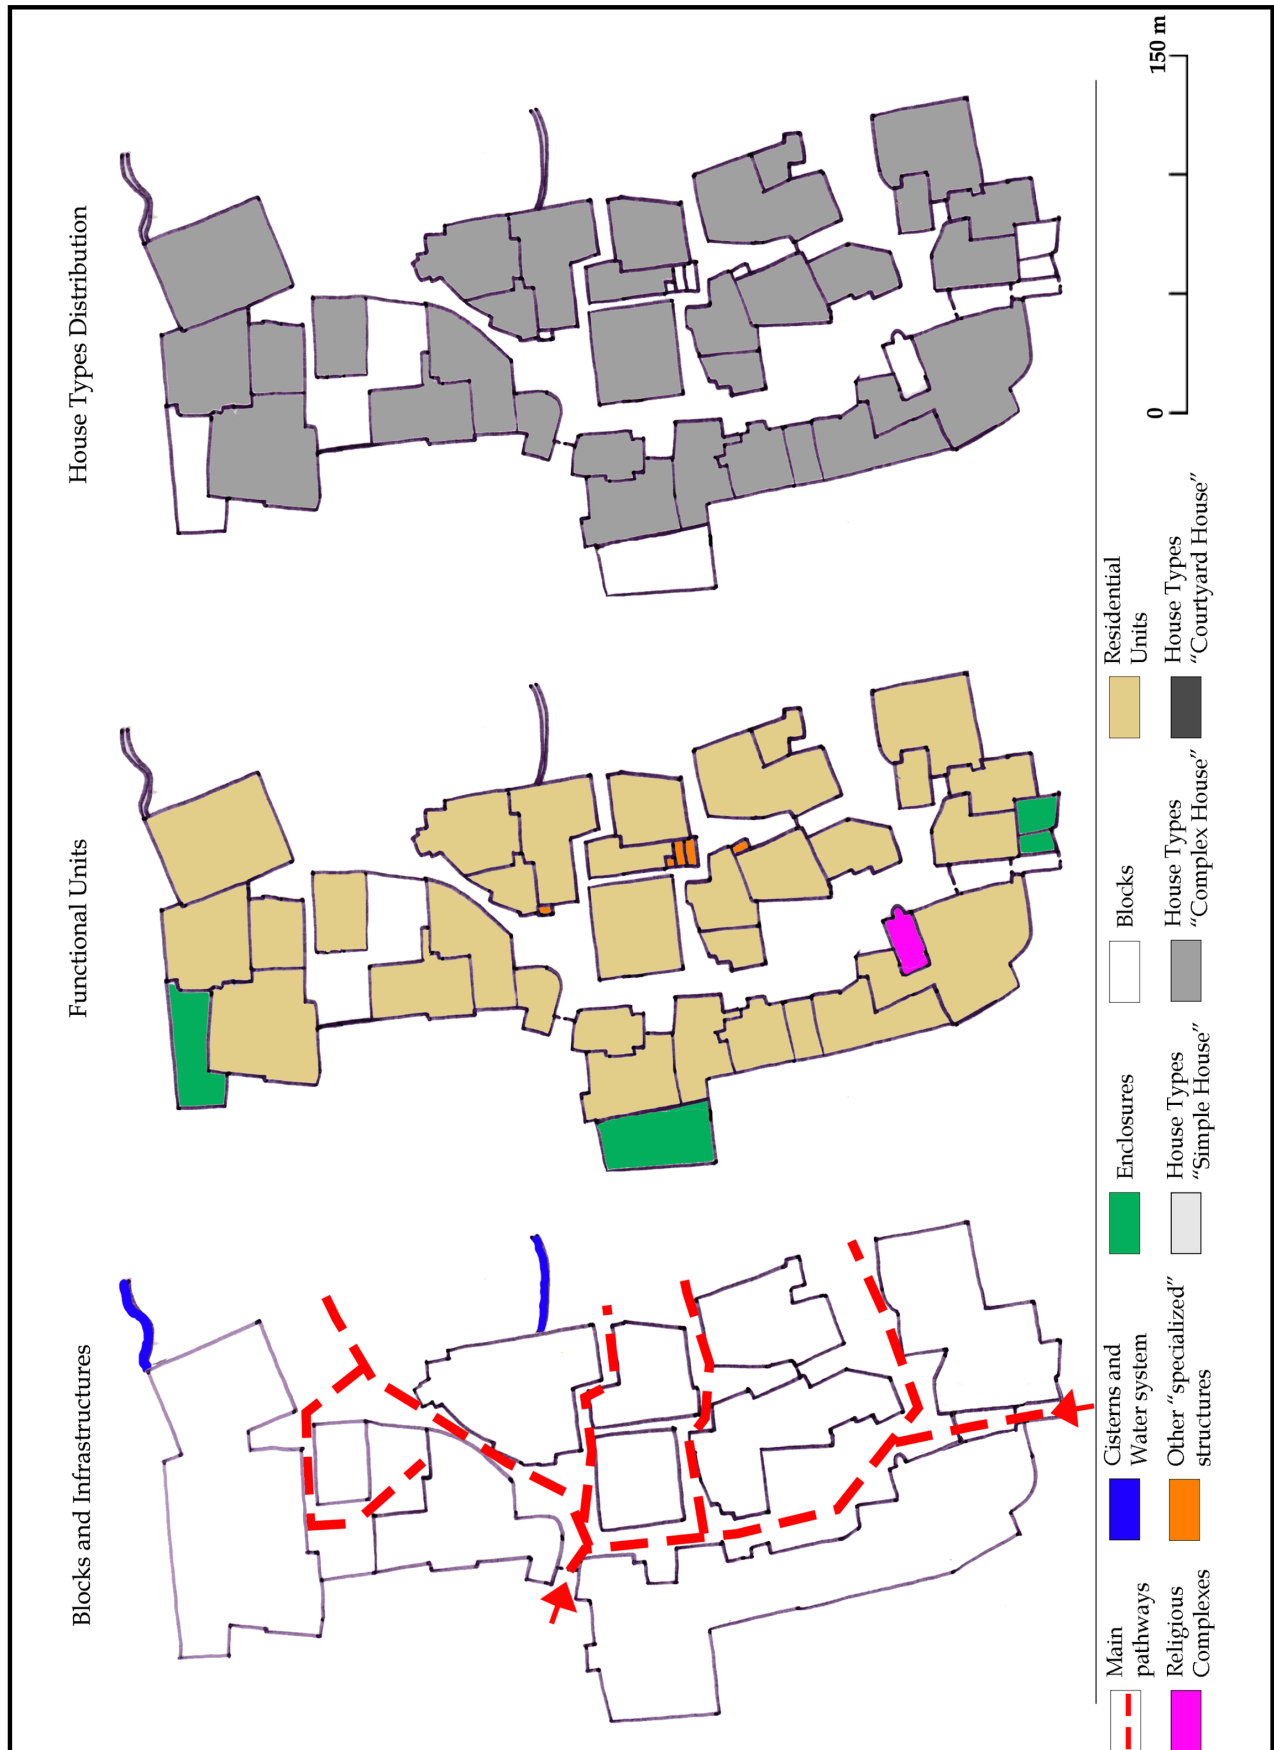 Blocks and Infrastructures
Functional Units
House Types Distribution
Main
pathways
Cisterns and
Water system
Enclosures
Blocks
Residential
Units
Religious
Complexes
Other “specialized”
structures
House Types
“Simple House”
House Types
“Complex House”
House Types
“Courtyard House”
0
150 m